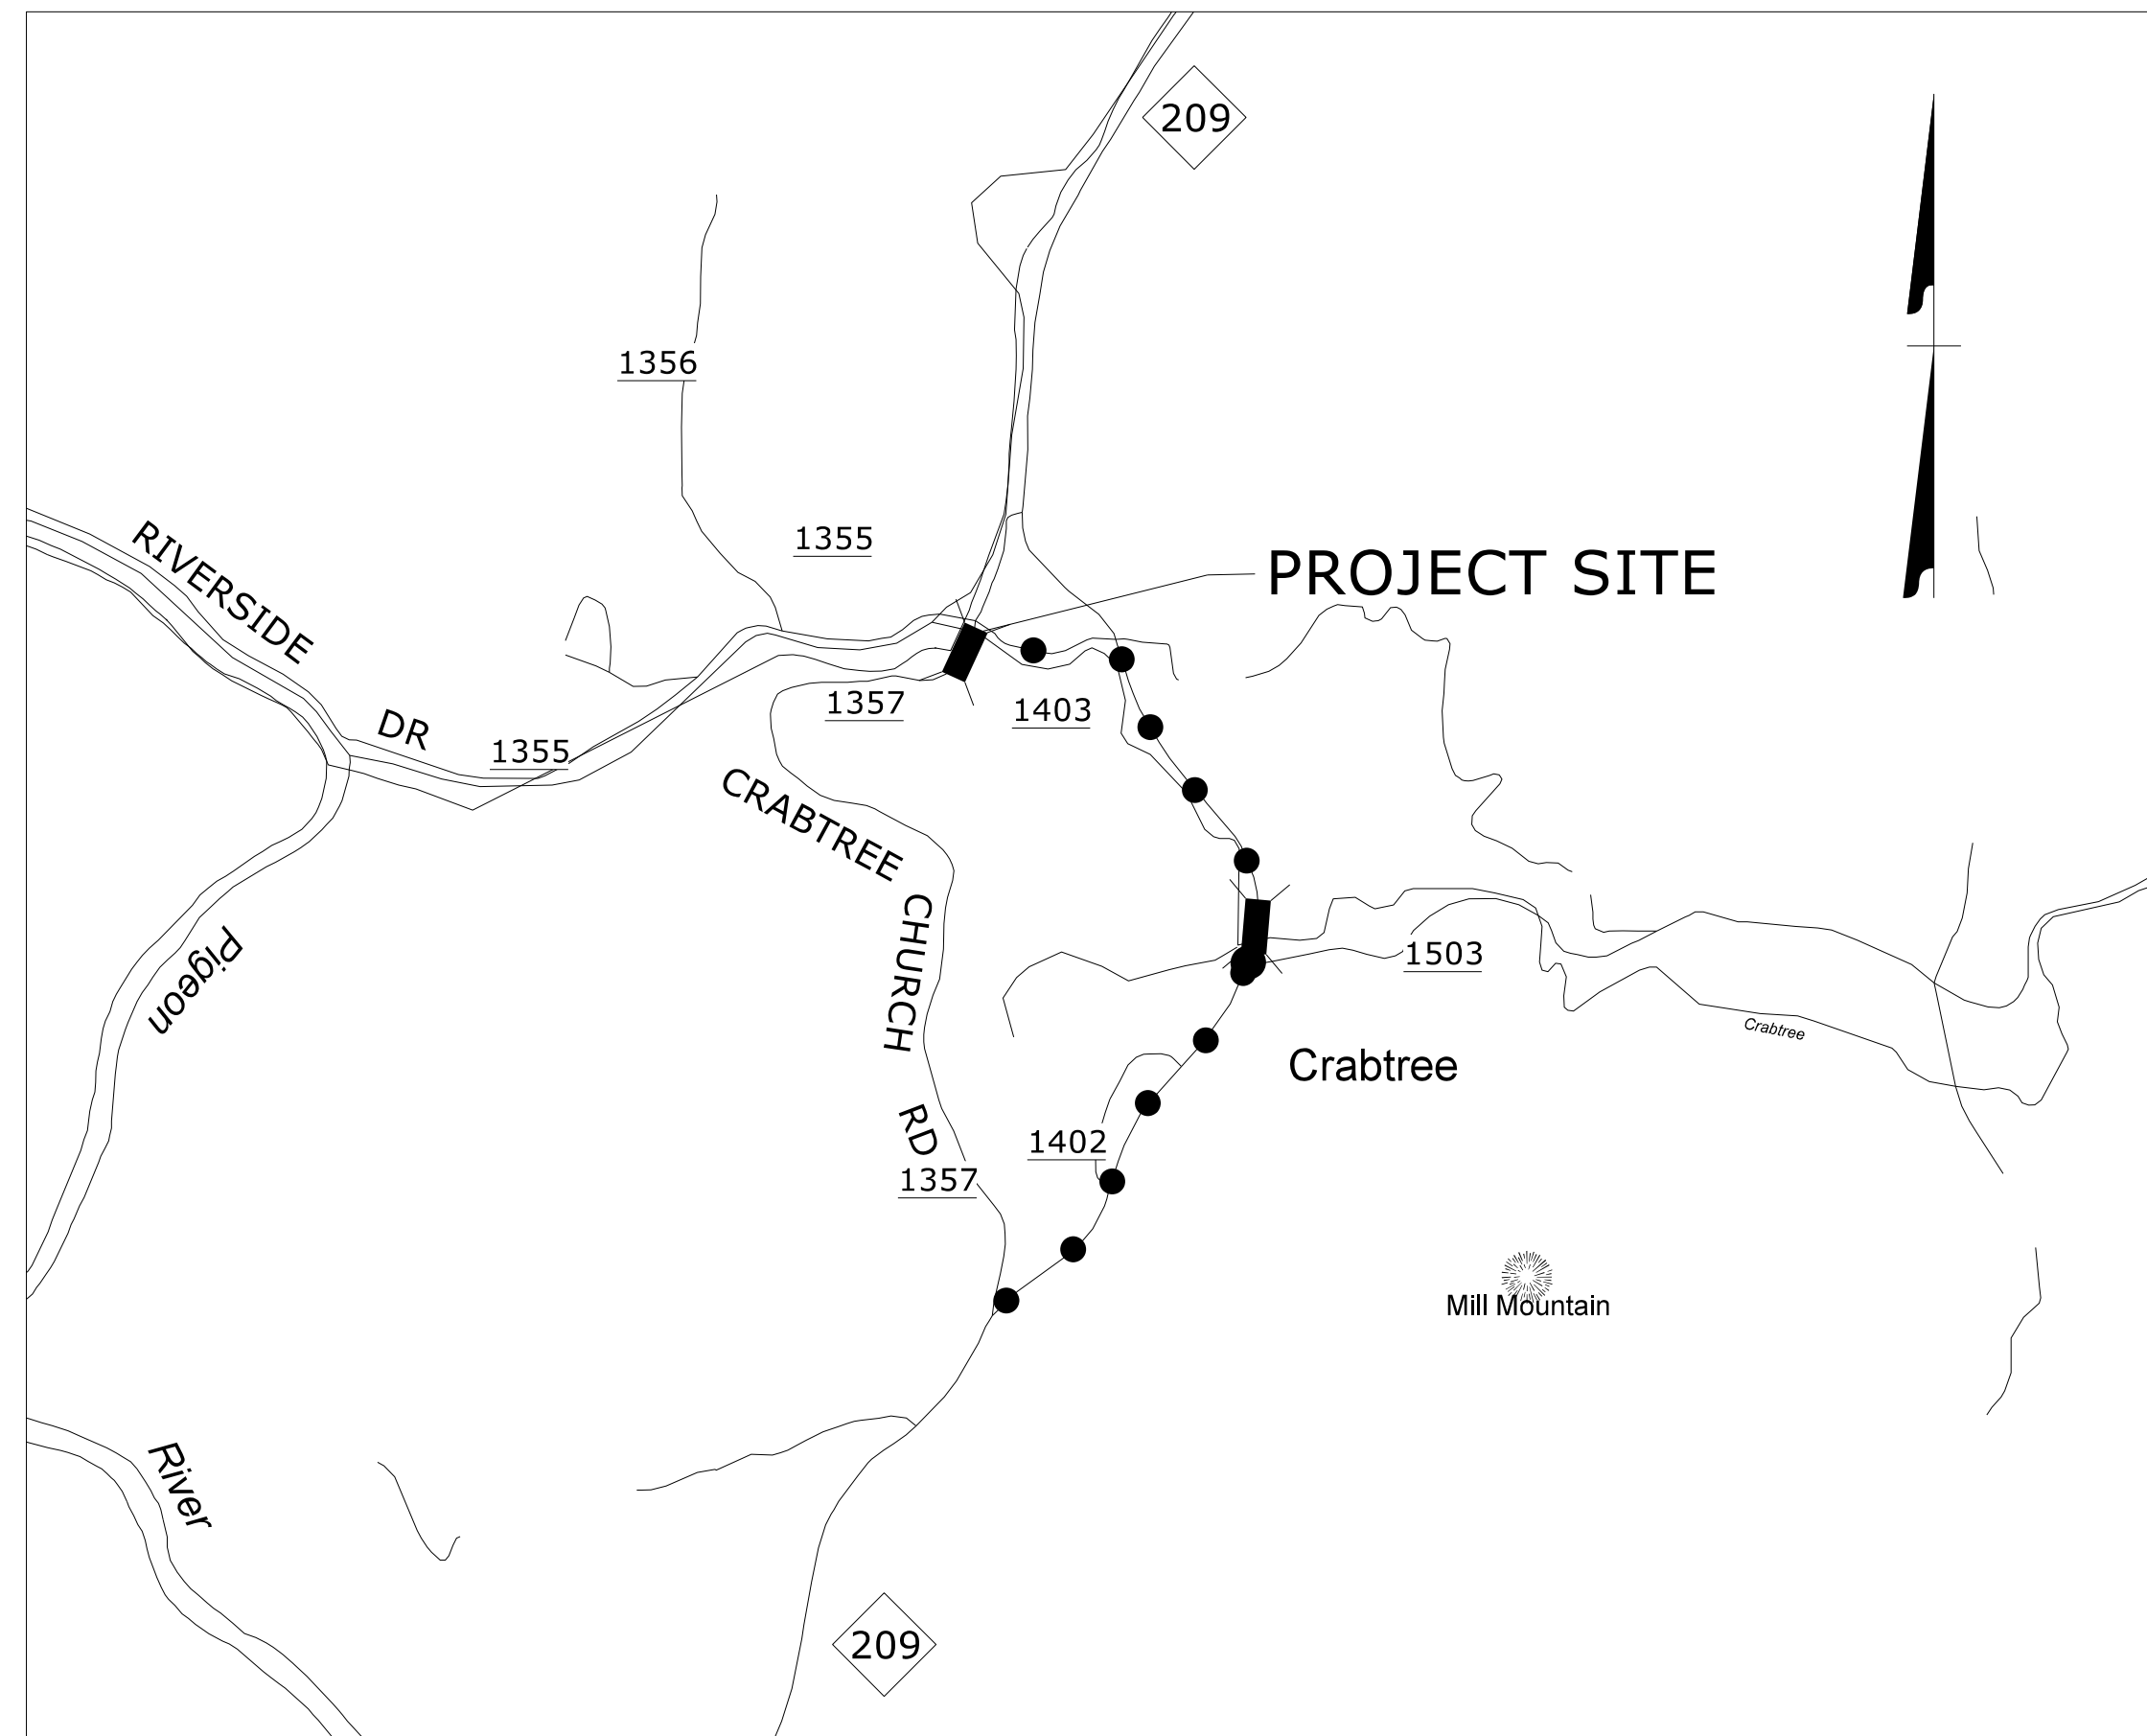 209
1356
1355
PROJECT SITE
RIVERSIDE
DR
1355
1357
1403
CRABTREE
CHURCH
RD
1357
Pigeon
1503
Crabtree
Crabtree
1402
Mill Mountain
River
209